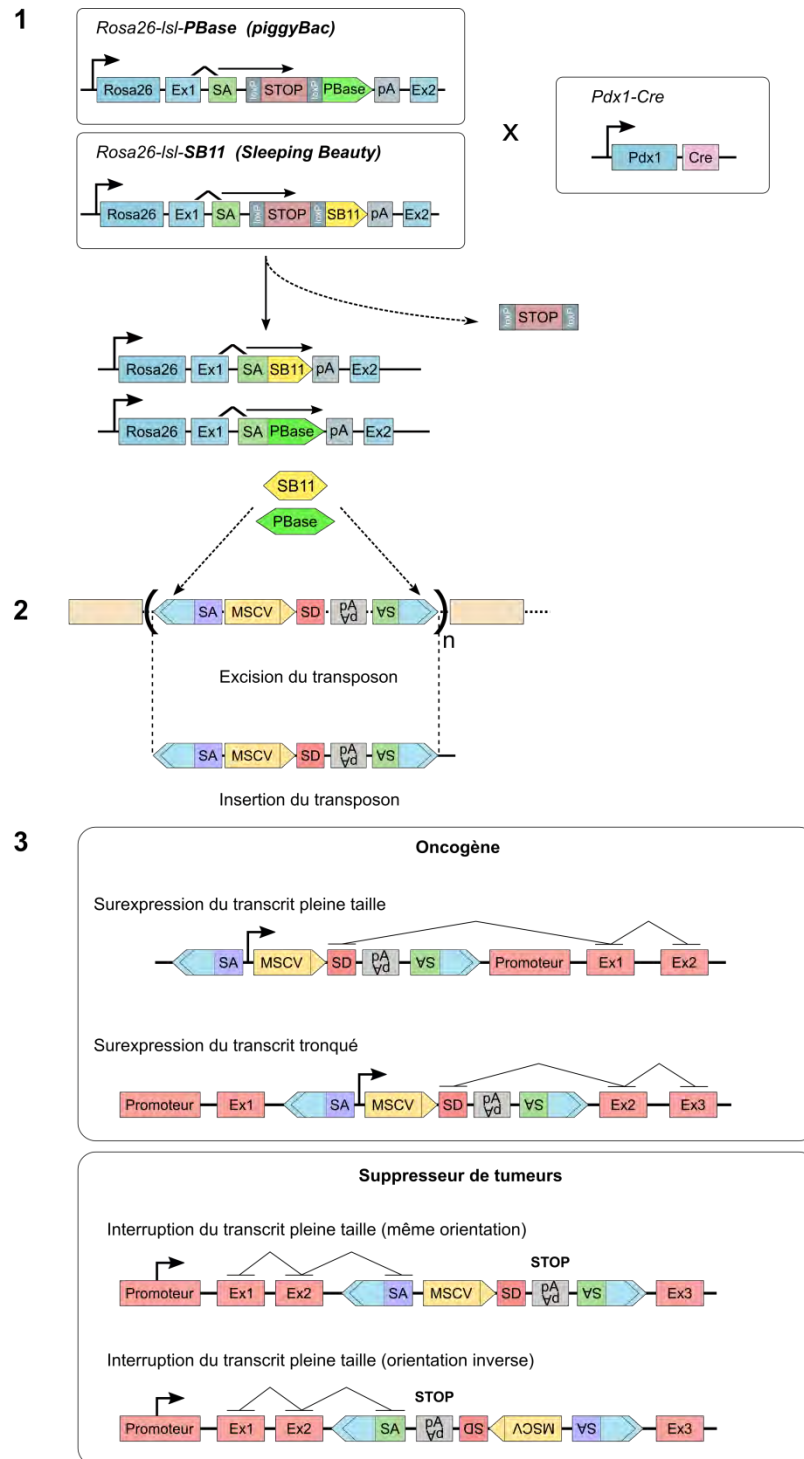 1
Rosa26-lsl-PBase (piggyBac)
Rosa26 Ex1 SA loxP STOP loxP PBase pA Ex2
Rosa26-lsl-SB11 (Sleeping Beauty)
Rosa26 Ex1 SA loxP STOP loxP SB11 pA Ex2
X
Pdx1-Cre
Pdx1 Cre
loxP STOP loxP
Rosa26 Ex1 SA SB11 pA Ex2
Rosa26 Ex1 SA PBase pA Ex2
SB11
PBase
2
( SA MSCV SD pA pA SA ) n
Excision du transposon
SA MSCV SD pA pA SA
Insertion du transposon
3
Oncogène
Surexpression du transcrit pleine taille
SA MSCV SD pA pA SA Promoteur Ex1 Ex2
Surexpression du transcrit tronqué
Promoteur Ex1 SA MSCV SD pA pA SA Ex2 Ex3
Suppresseur de tumeurs
Interruption du transcrit pleine taille (même orientation)
STOP
Promoteur Ex1 Ex2 SA MSCV SD pA pA SA Ex3
Interruption du transcrit pleine taille (orientation inverse)
STOP
Promoteur Ex1 Ex2 SA pA pA SD MSCV SA Ex3